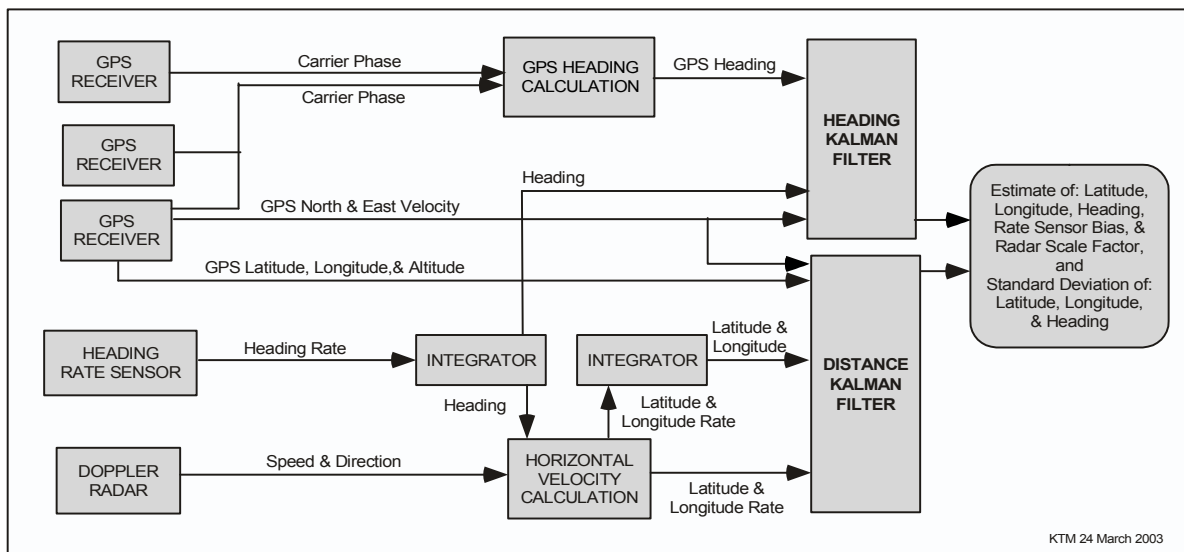 GPS
RECEIVER
Carrier Phase
Carrier Phase
GPS HEADING
CALCULATION
GPS Heading
HEADING
KALMAN
FILTER
GPS
RECEIVER
Heading
GPS
RECEIVER
GPS North & East Velocity
GPS Latitude, Longitude,& Altitude
Estimate of: Latitude,
Longitude, Heading,
Rate Sensor Bias, &
Radar Scale Factor,
and
Standard Deviation of:
Latitude, Longitude,
& Heading
HEADING
RATE SENSOR
Heading Rate
INTEGRATOR
INTEGRATOR
Latitude &
Longitude
DISTANCE
KALMAN
FILTER
Heading
Latitude &
Longitude Rate
DOPPLER
RADAR
Speed & Direction
HORIZONTAL
VELOCITY
CALCULATION
Latitude &
Longitude Rate
KTM 24 March 2003